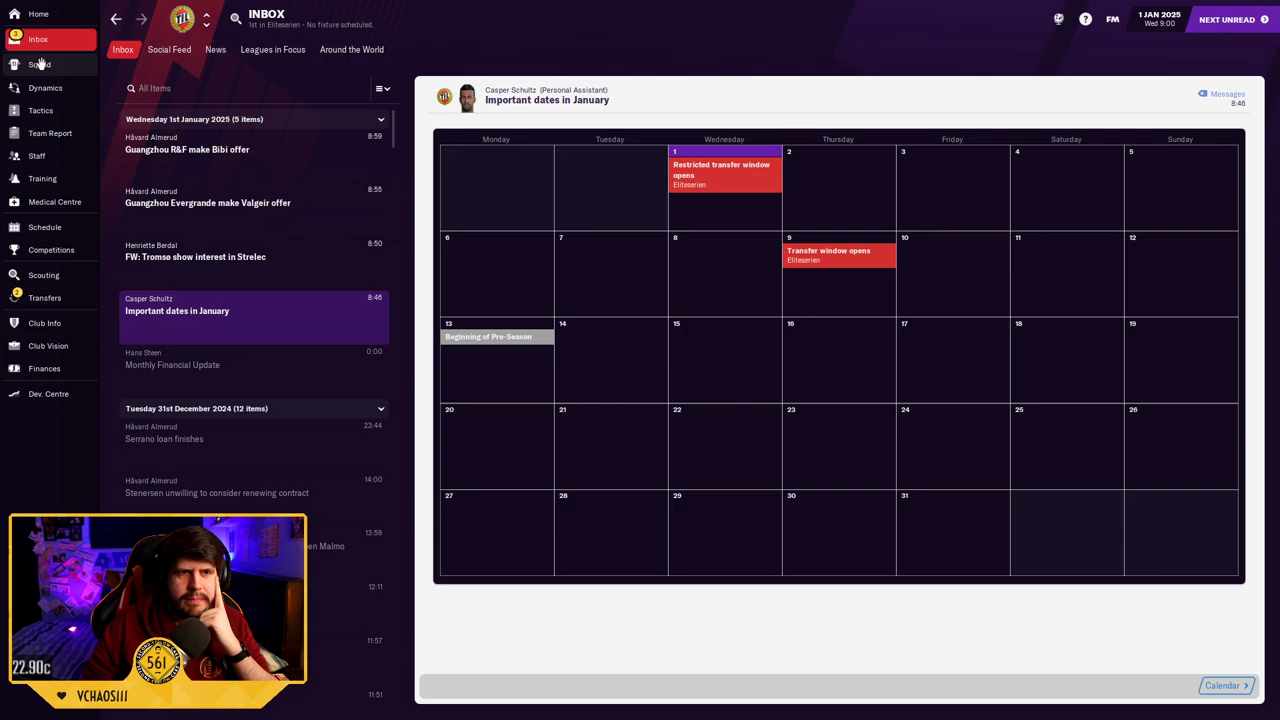 Home
INBOX
1st in Eliteserien - No fixture scheduled.
FM
1 JAN 2025
Wed 9:00
NEXT UNREAD
3
Inbox
Squad
Dynamics
Tactics
Team Report
Staff
Training
Medical Centre
Schedule
Competitions
Scouting
2
Transfers
Club Info
Club Vision
Finances
Dev. Centre
Inbox
Social Feed
News
Leagues in Focus
Around the World
All Items
Wednesday 1st January 2025 (5 items)
Håvard Almerud
8:59
Guangzhou R&F make Bibi offer
Håvard Almerud
8:55
Guangzhou Evergrande make Valgeir offer
Henriette Berdal
8:50
FW: Tromsø show interest in Strelec
Casper Schultz
8:46
Important dates in January
Hans Steen
0:00
Monthly Financial Update
Tuesday 31st December 2024 (12 items)
Håvard Almerud
23:44
Serrano loan finishes
Håvard Almerud
14:00
Stenersen unwilling to consider renewing contract
13:59
en Malmo
12:11
11:57
11:51
TIL
Casper Schultz (Personal Assistant)
Important dates in January
Messages
8:46
Monday
Tuesday
Wednesday
Thursday
Friday
Saturday
Sunday
1
Restricted transfer window
opens
Eliteserien
2
3
4
5
6
7
8
9
Transfer window opens
Eliteserien
10
11
12
13
Beginning of Pre-Season
14
15
16
17
18
19
20
21
22
23
24
25
26
27
28
29
30
31
Calendar
22.90c
561
VCHAOSIII